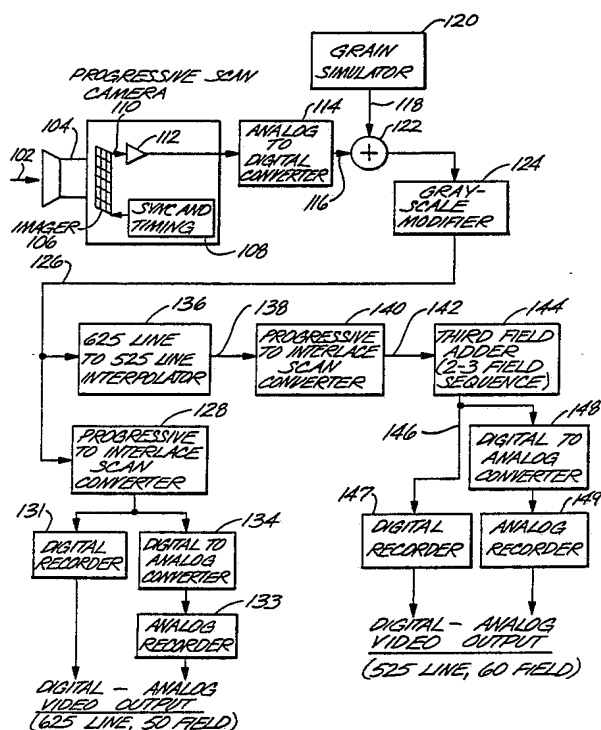 120
GRAIN
SIMULATOR
PROGRESSIVE SCAN
CAMERA
110
104
112
114
118
122
102
ANALOG
TO
DIGITAL
CONVERTER
116
124
GRAY-
SCALE
MODIFIER
IMAGER
106
SYNC AND
TIMING
108
126
136
138
140
142
144
625 LINE
TO 525 LINE
INTERPOLATOR
PROGRESSIVE
TO INTERLACE
SCAN
CONVERTER
THIRD FIELD
ADDER
(2-3 FIELD
SEQUENCE)
128
PROGRESSIVE
TO INTERLACE
SCAN
CONVERTER
146
148
DIGITAL TO
ANALOG
CONVERTER
131
134
147
149
DIGITAL
RECORDER
DIGITAL TO
ANALOG
CONVERTER
DIGITAL
RECORDER
ANALOG
RECORDER
133
ANALOG
RECORDER
DIGITAL - ANALOG
VIDEO OUTPUT
(525 LINE, 60 FIELD)
DIGITAL - ANALOG
VIDEO OUTPUT
(625 LINE, 50 FIELD)